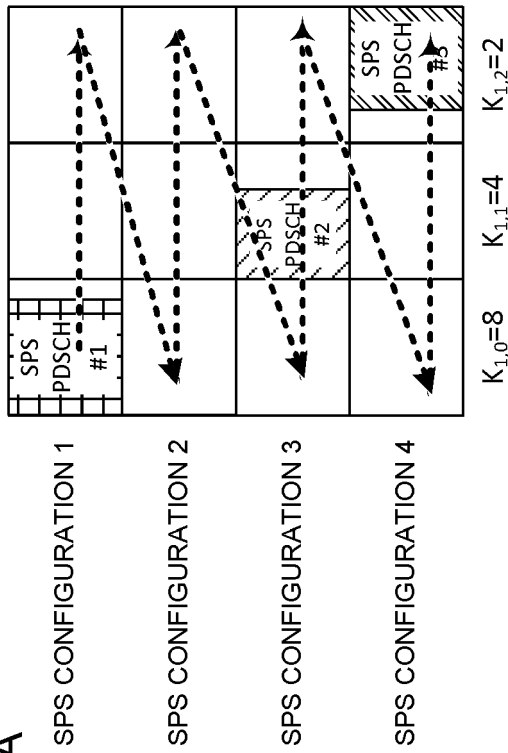 A
SPS CONFIGURATION 1
SPS
PDSCH
#1
SPS CONFIGURATION 2
SPS CONFIGURATION 3
SPS
PDSCH
#2
SPS CONFIGURATION 4
SPS
PDSCH
#3
K1,0=8
K1,1=4
K1,2=2